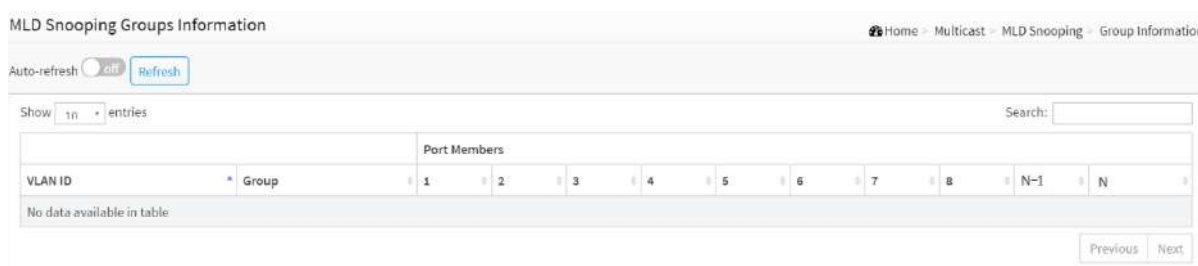 MLD Snooping Groups Information
Home > Multicast > MLD Snooping > Group Information
Auto-refresh off Refresh
Show 10 entries Search:
Port Members
VLAN ID Group 1 2 3 4 5 6 7 8 N-1 N
No data available in table
Previous Next